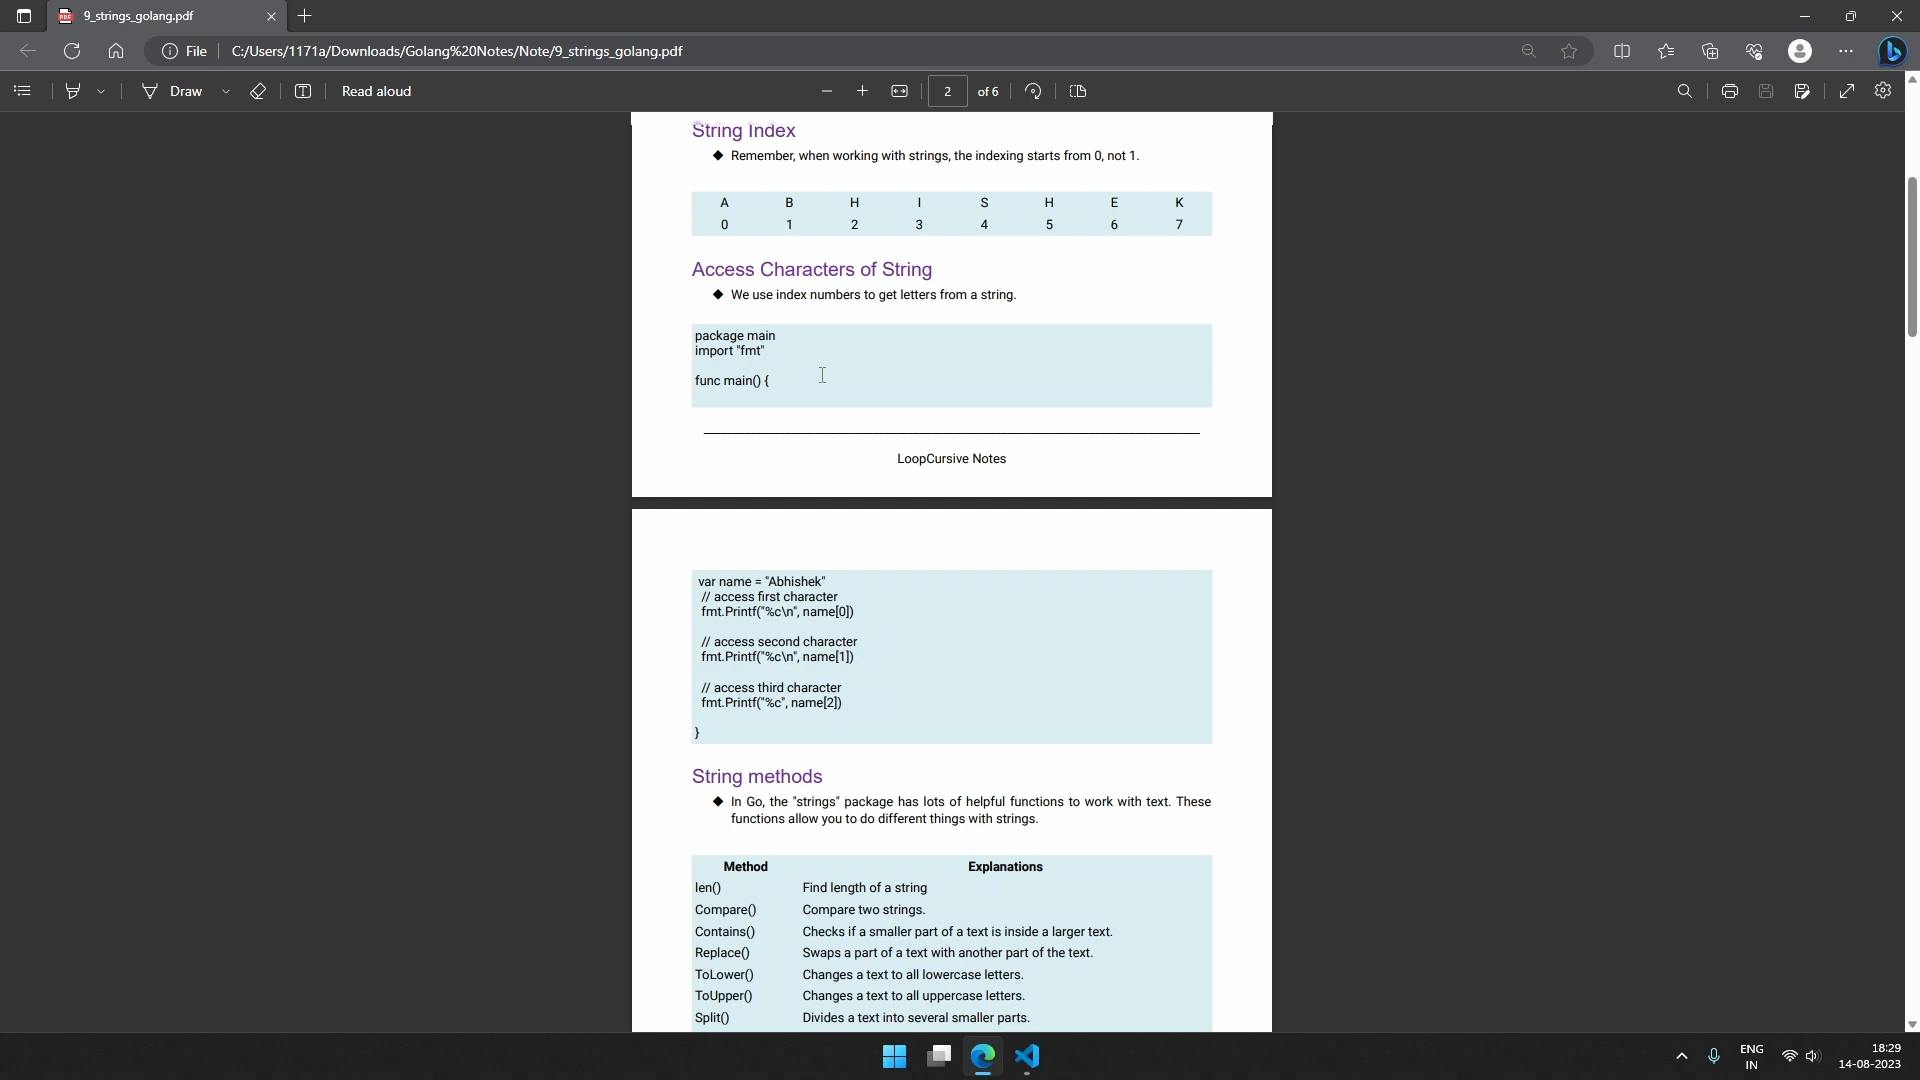 9_strings_golang.pdf
File
C:/Users/1171a/Downloads/Golang%20Notes/Note/9_strings_golang.pdf
Draw
Read aloud
2
of 6
String Index
◆ Remember, when working with strings, the indexing starts from 0, not 1.
A B H I S H E K
0 1 2 3 4 5 6 7
Access Characters of String
◆ We use index numbers to get letters from a string.
package main
import "fmt"
func main() {
LoopCursive Notes
var name = "Abhishek"
// access first character
fmt.Printf("%c\n", name[0])
// access second character
fmt.Printf("%c\n", name[1])
// access third character
fmt.Printf("%c", name[2])
}
String methods
◆ In Go, the "strings" package has lots of helpful functions to work with text. These
functions allow you to do different things with strings.
Method Explanations
len() Find length of a string
Compare() Compare two strings.
Contains() Checks if a smaller part of a text is inside a larger text.
Replace() Swaps a part of a text with another part of the text.
ToLower() Changes a text to all lowercase letters.
ToUpper() Changes a text to all uppercase letters.
Split() Divides a text into several smaller parts.
ENG
IN
18:29
14-08-2023